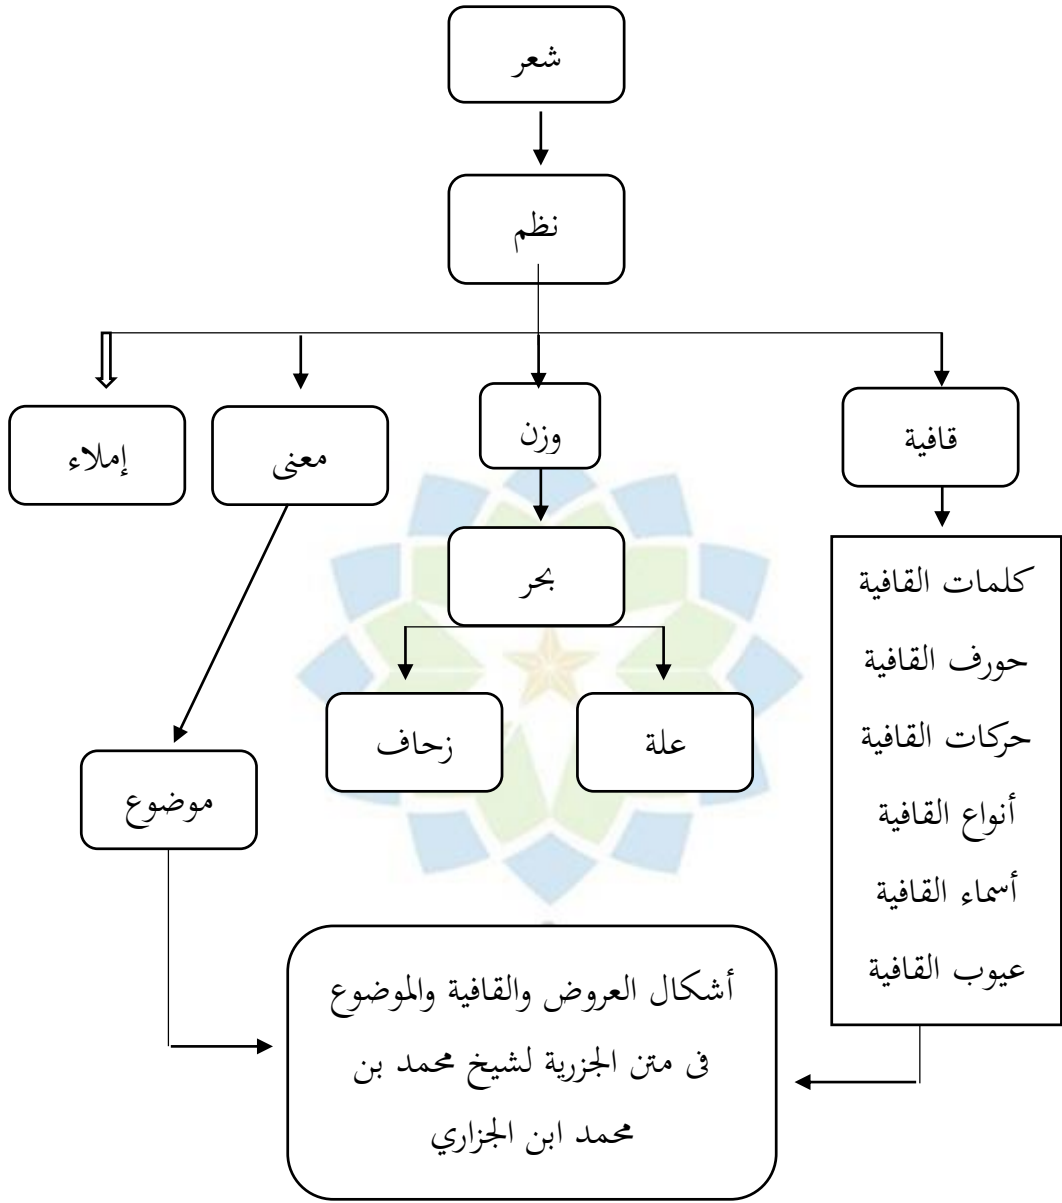 شعر
نظم
قافية
وزن
معنى
إملاء
بحر
علة
زحاف
موضوع
كلمات القافية
حورف القافية
حركات القافية
أنواع القافية
أسماء القافية
عيوب القافية
أشكال العروض والقافية والموضوع
فى متن الجزرية لشيخ محمد بن
محمد ابن الجزاري